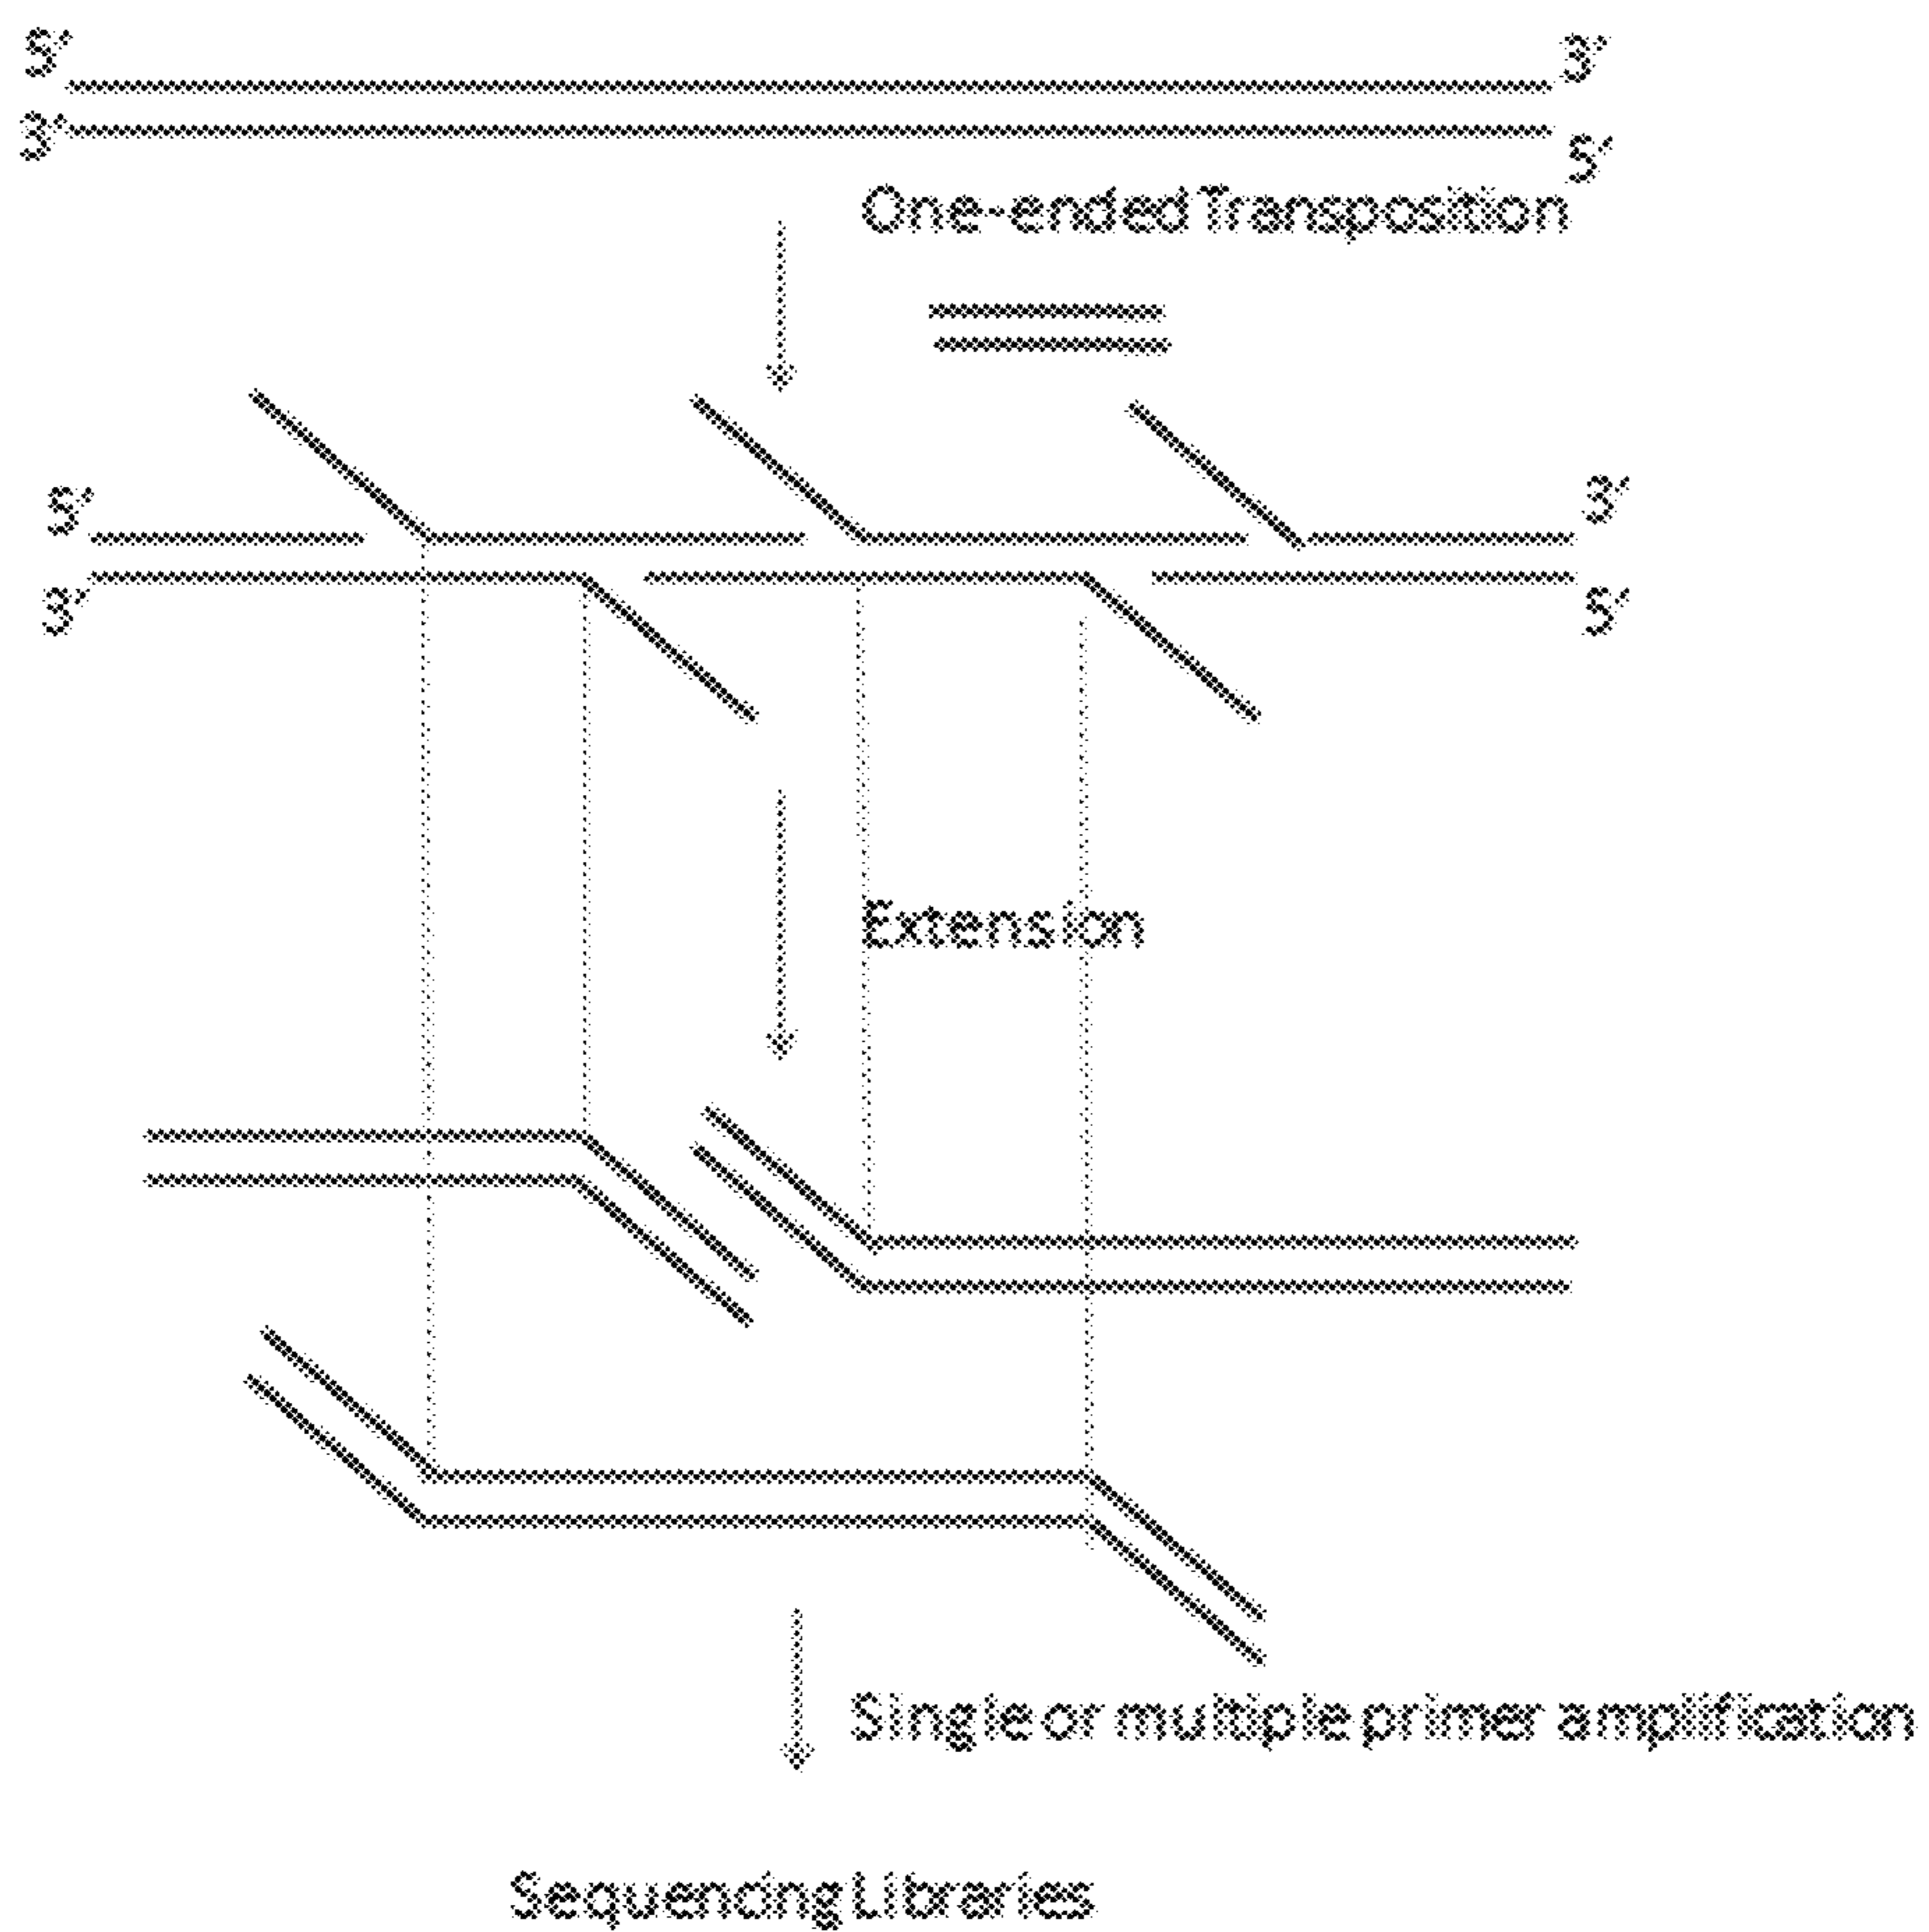 5′ 3′
3′ 5′
One-ended Transposition
5′ 3′
3′ 5′
Extension
Single or multiple primer amplification
Sequencing Libraries